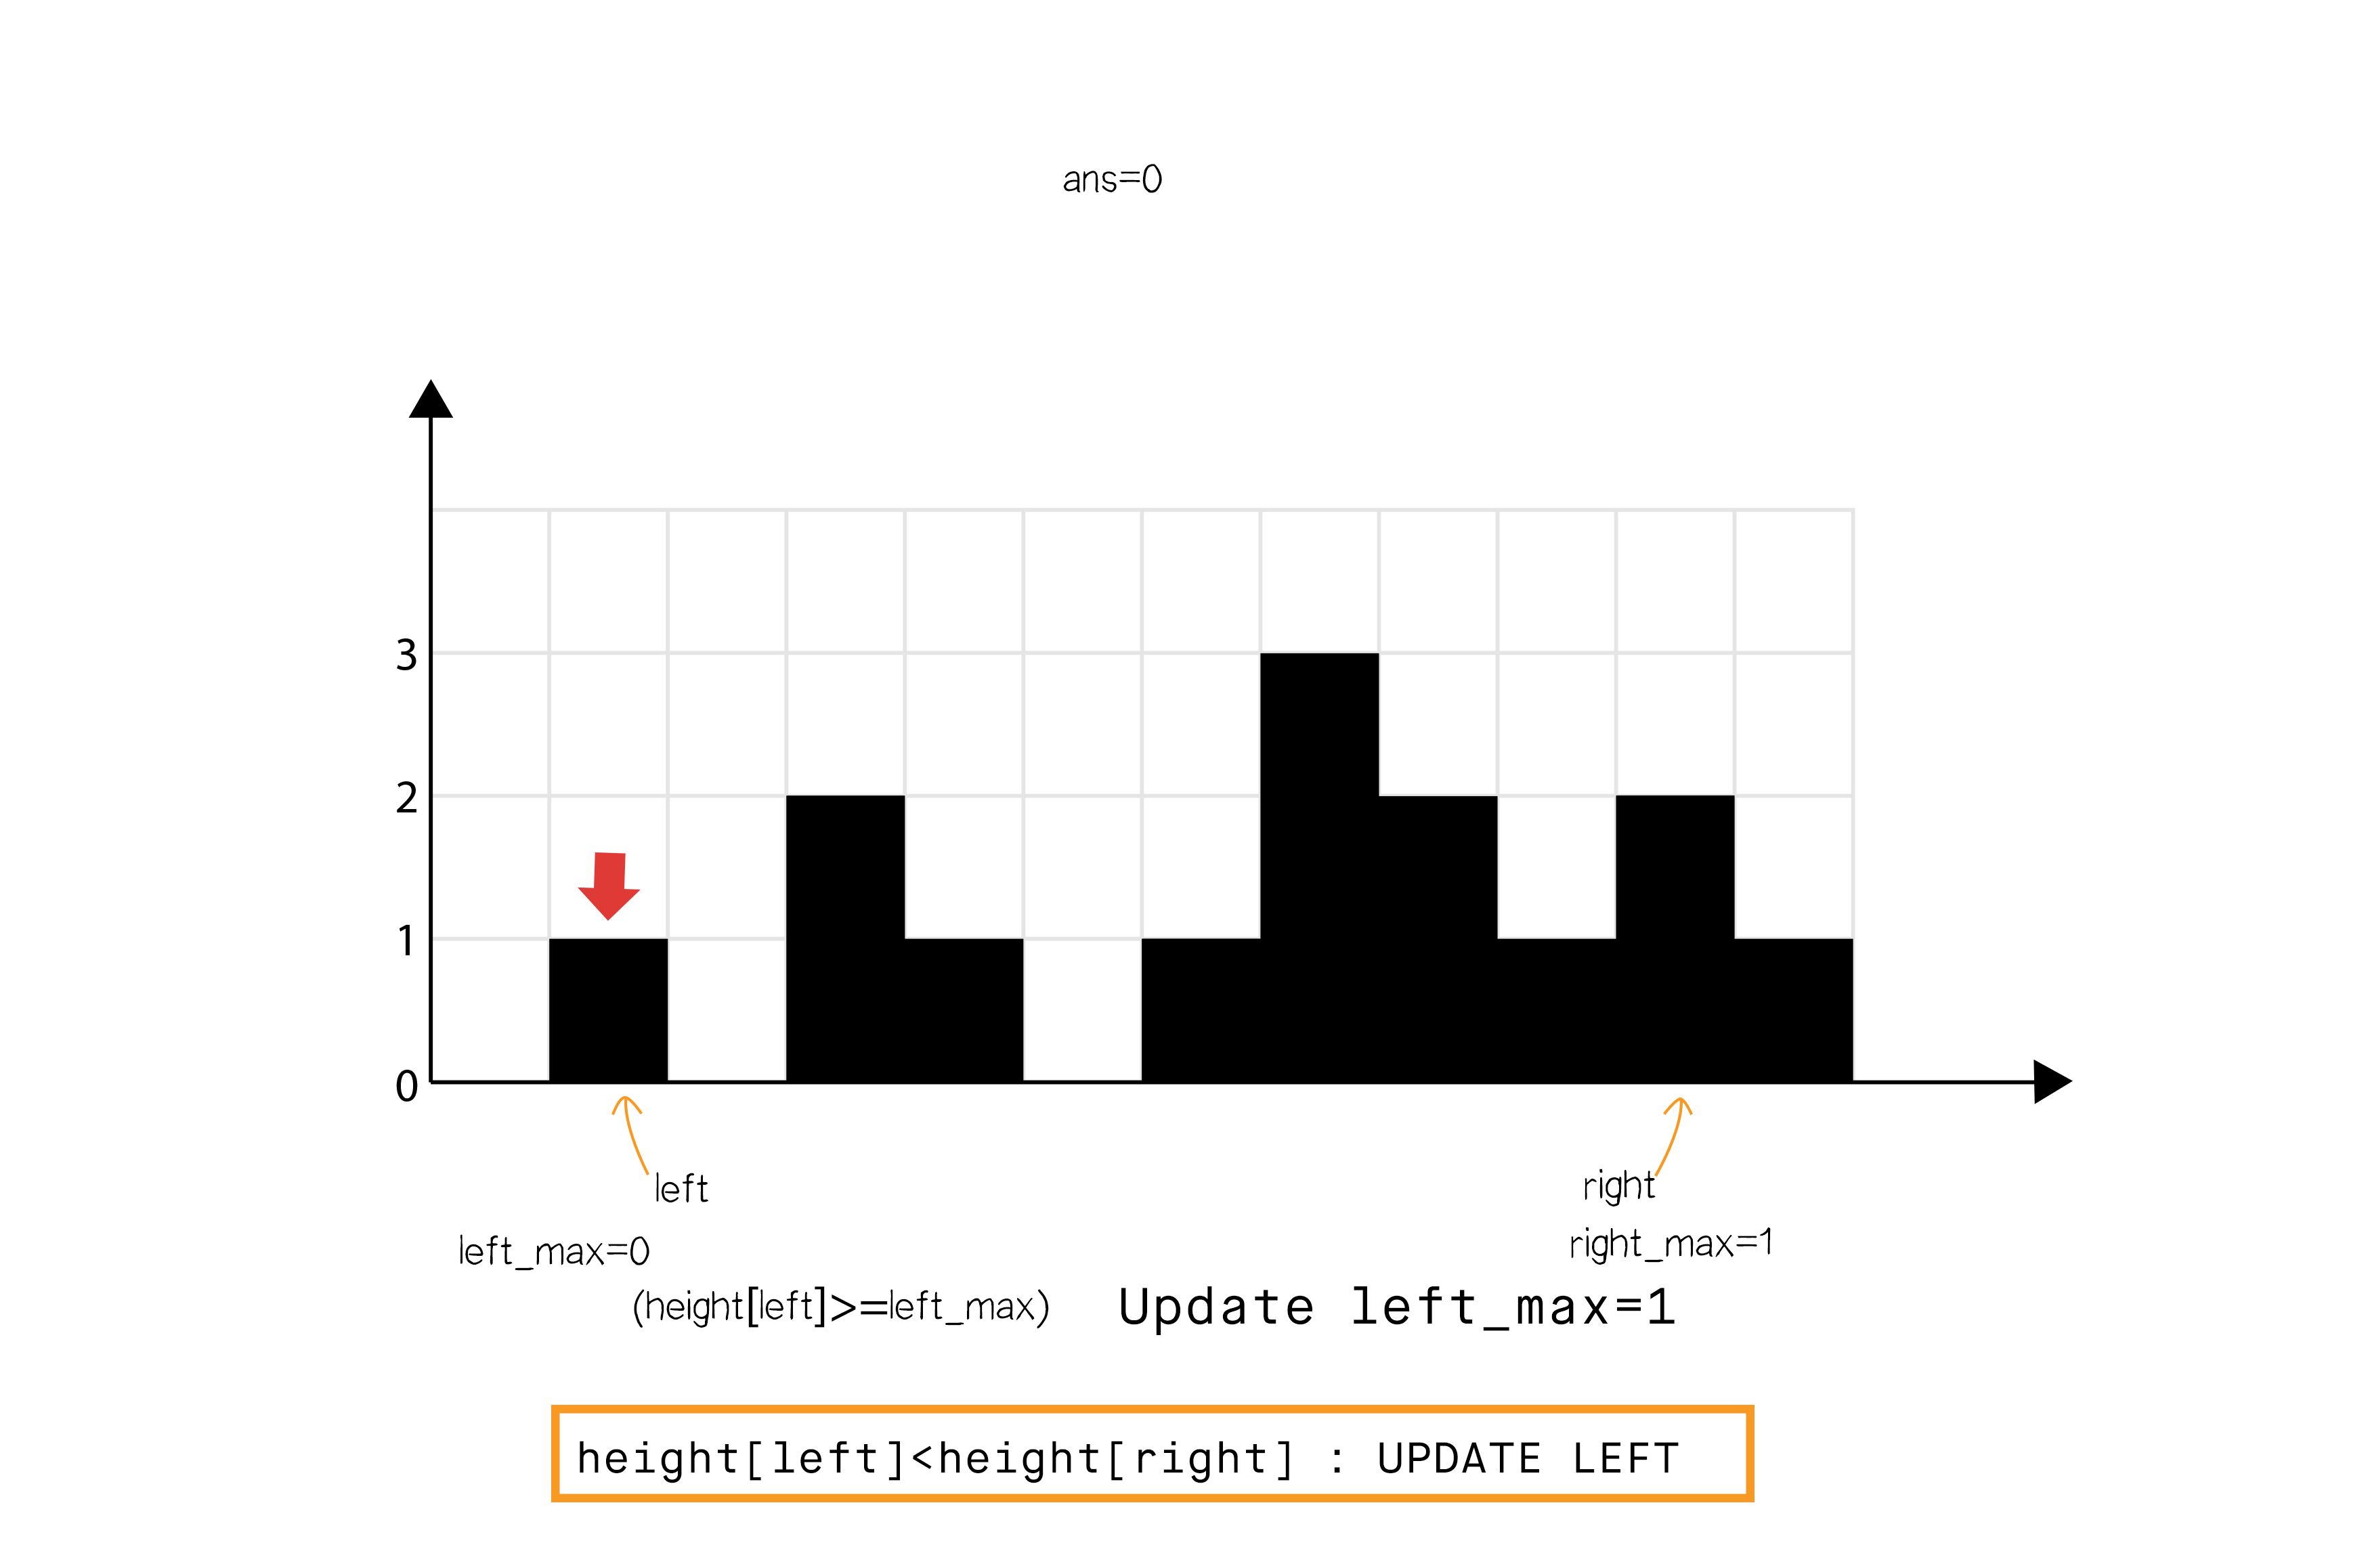 ans=0
3
2
1
0
left
right
left_max=0
right_max=1
(height[left]>=left_max) Update left_max=1
height[left]<height[right] : UPDATE LEFT